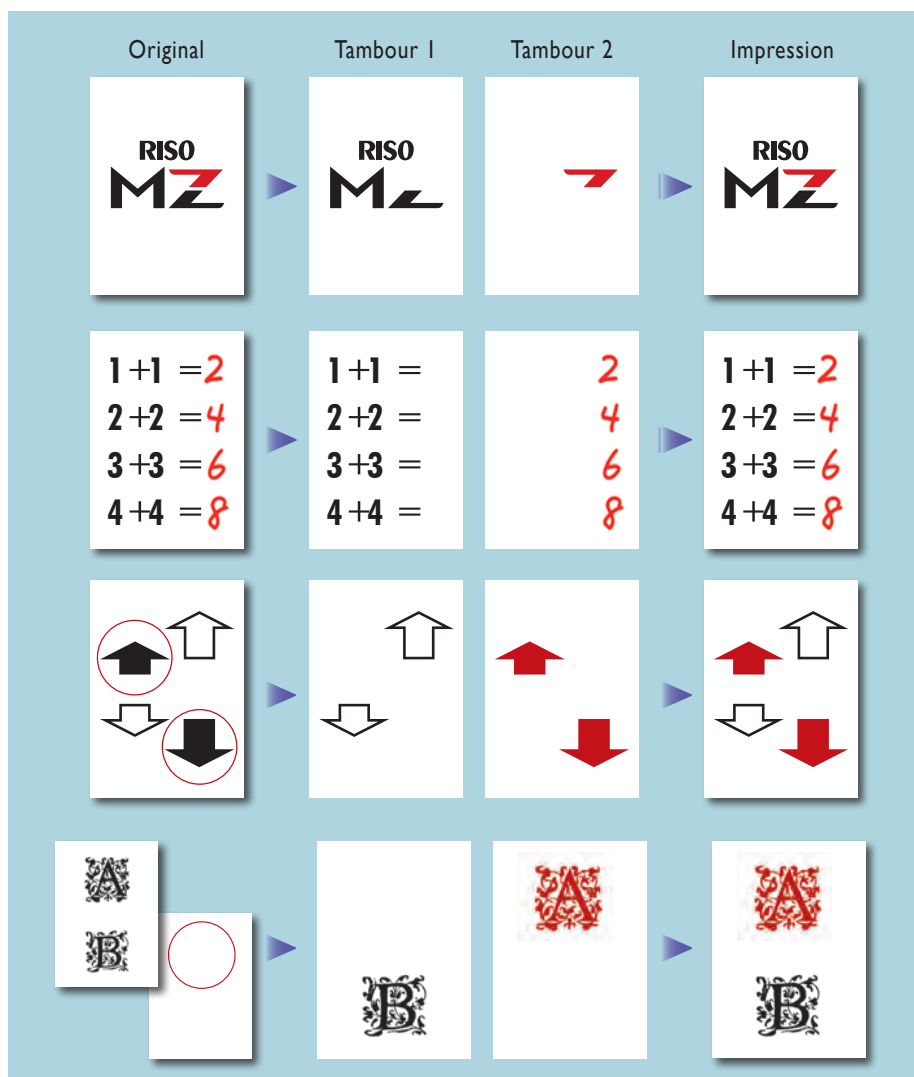 Original Tambour 1 Tambour 2 Impression
RISO RISO RISO
MZ M MZ
1+1 =2 1+1 = 2 1+1 =2
2+2 =4 2+2 = 4 2+2 =4
3+3 =6 3+3 = 6 3+3 =6
4+4 =8 4+4 = 8 4+4 =8
A A A
B B B